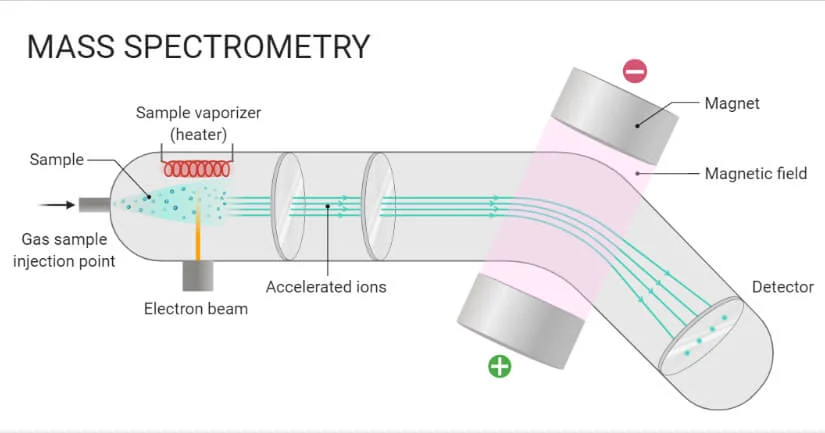 MASS SPECTROMETRY
Sample vaporizer
(heater)
Sample
Gas sample
injection point
Electron beam
Accelerated ions
Magnet
Magnetic field
Detector